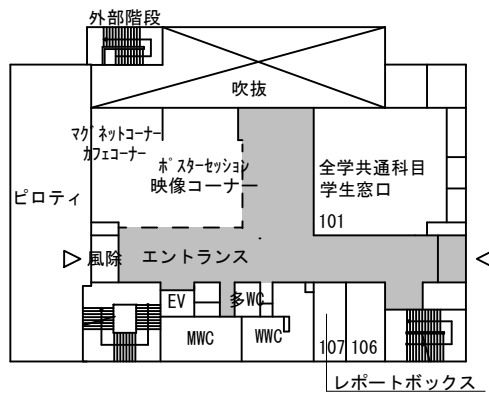 外部階段
吹抜
マグネットコーナー
カフェコーナー
ポスターセッション
映像コーナー
全学共通科目
学生窓口
101
ピロティ
風除
エントランス
EV
多WC
MWC
WWC
107
106
レポートボックス